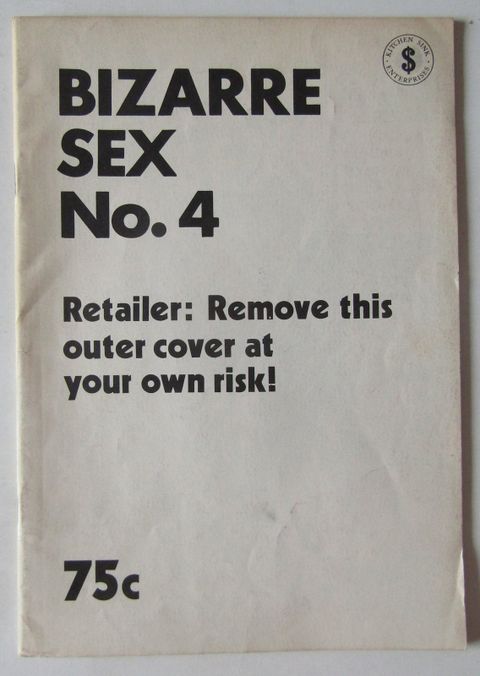 BIZARRE
SEX
No. 4
KITCHEN SINK
$
ENTERPRISES
Retailer: Remove this
outer cover at
your own risk!
75c